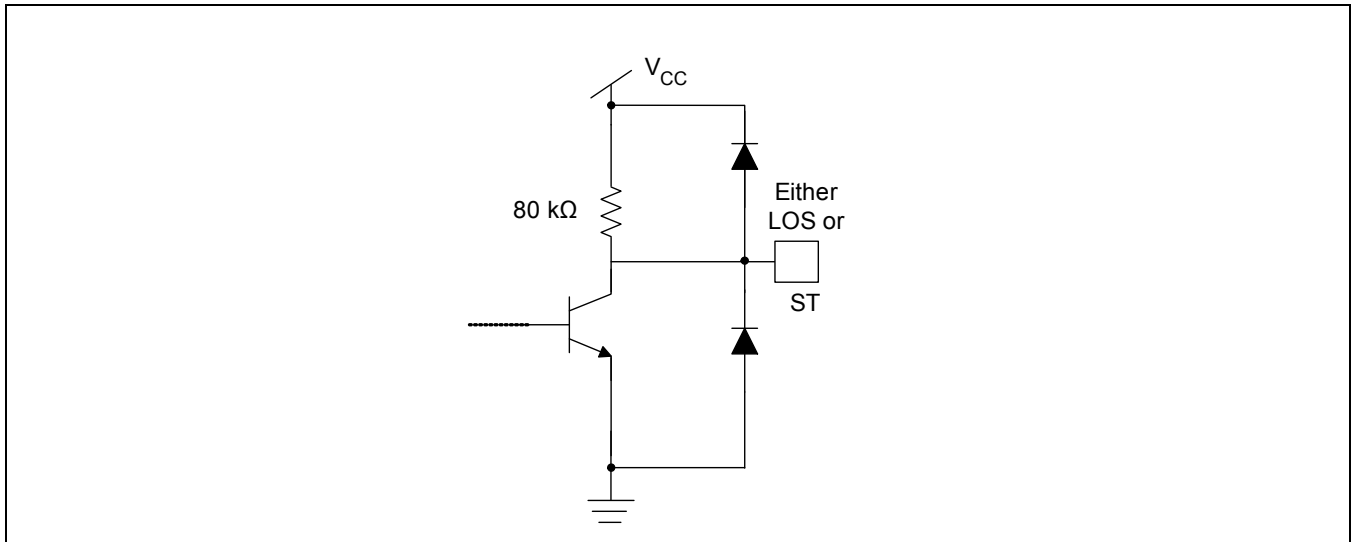 V_CC
80 kΩ
Either
LOS or
ST